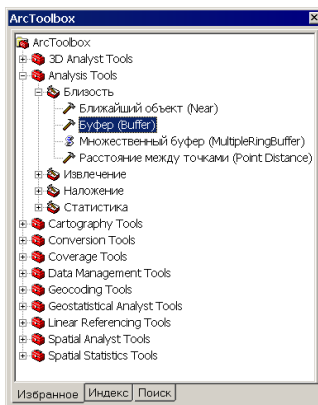 ArcToolbox
ArcToolbox
3D Analyst Tools
Analysis Tools
Близость
Ближайший объект (Near)
Буфер (Buffer)
Множественный буфер (MultipleRingBuffer)
Расстояние между точками (Point Distance)
Извлечение
Наложение
Статистика
Cartography Tools
Conversion Tools
Coverage Tools
Data Management Tools
Geocoding Tools
Geostatistical Analyst Tools
Linear Referencing Tools
Spatial Analyst Tools
Spatial Statistics Tools
Избранное Индекс Поиск